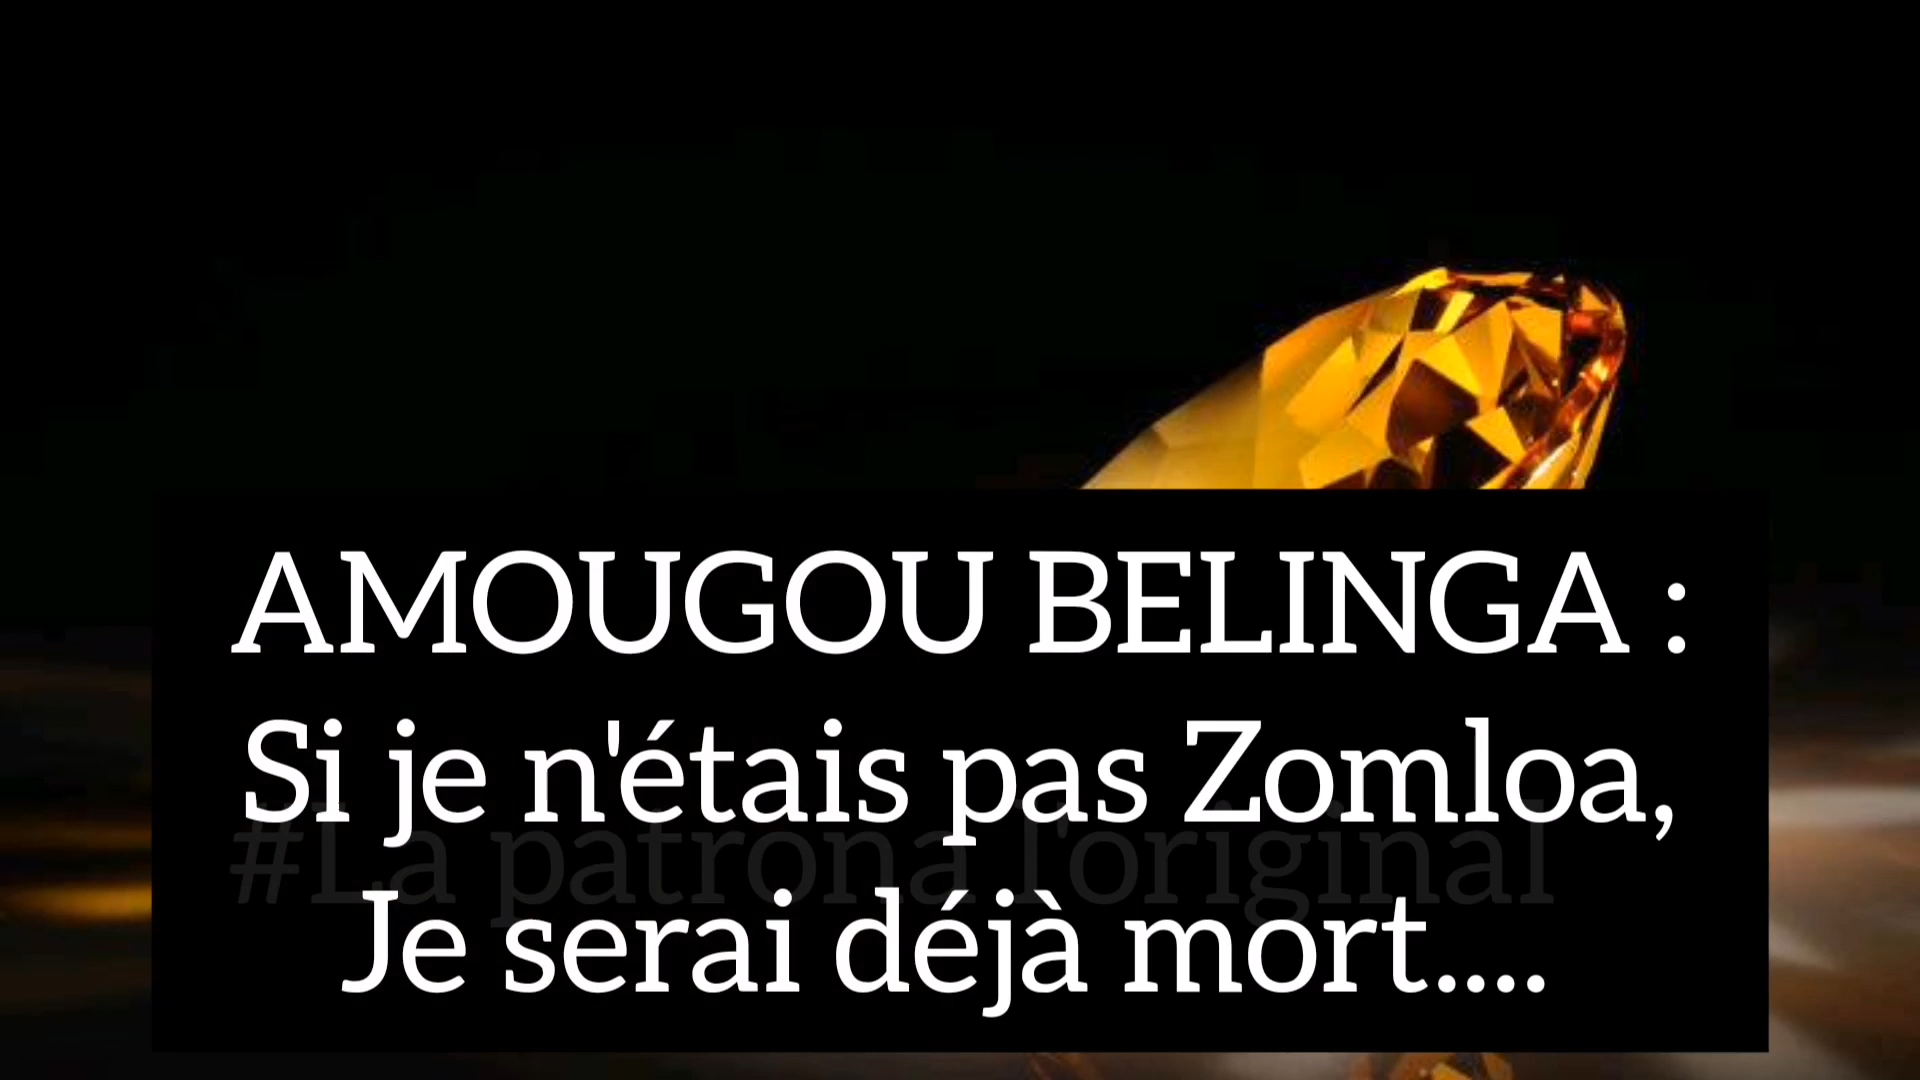 AMOUGOU BELINGA :
Si je n'étais pas Zomloa,
#La patrona l'original
Je serai déjà mort....